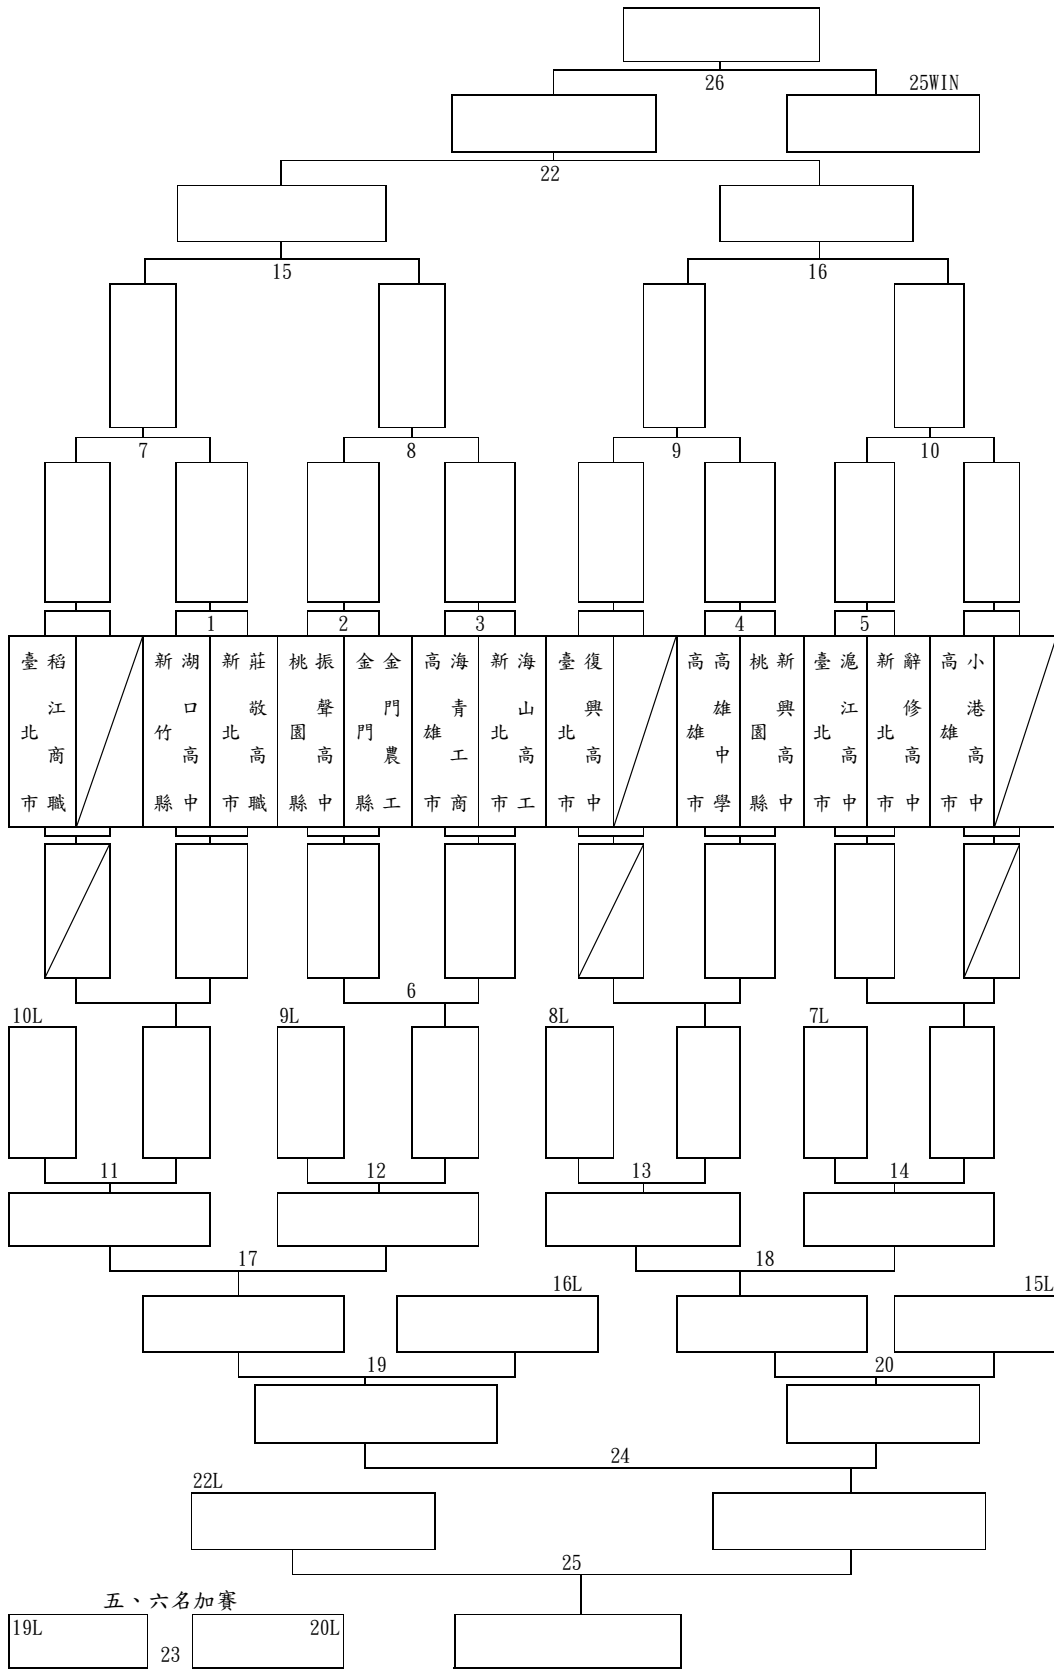 26
25WIN
22
15
16
7
8
9
10
1
2
3
4
5
臺北市
稻江商職
新竹縣
湖口高中
新北市
莊敬高職
桃園縣
振聲高中
金門縣
金門農工
高雄市
海青工商
新北市
海山高工
臺北市
復興高中
高雄市
高雄中學
桃園縣
新興高中
臺北市
滬江高中
新北市
辭修高中
高雄市
小港高中
6
10L
9L
8L
7L
11
12
13
14
17
18
16L
15L
19
20
24
22L
25
五、六名加賽
19L
23
20L